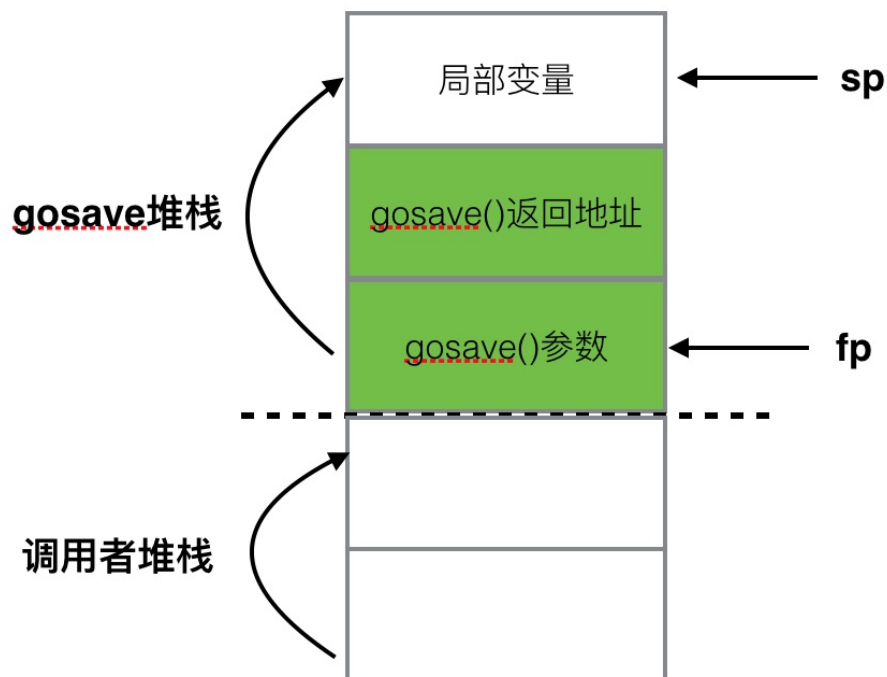 局部变量
sp
gosave()返回地址
gosave堆栈
gosave()参数
fp
调用者堆栈